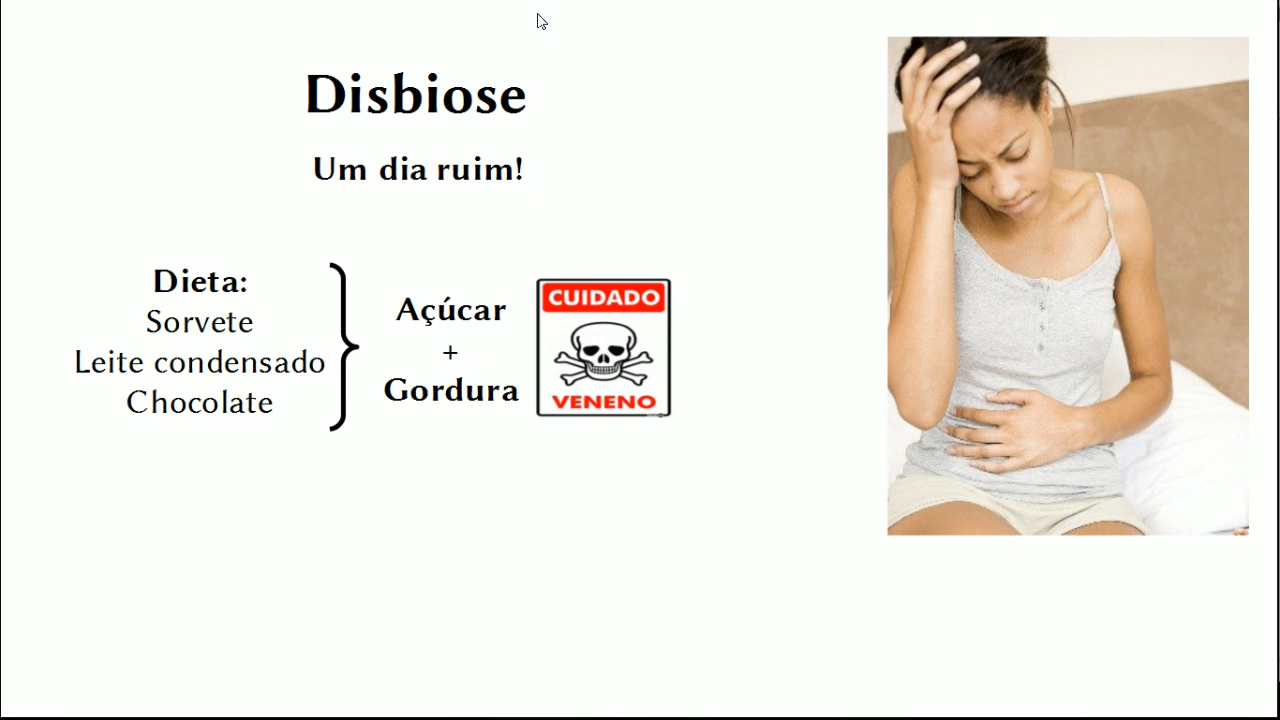 Disbiose
Um dia ruim!
Dieta:
Sorvete
Leite condensado
Chocolate
Açúcar
+
Gordura
CUIDADO
VENENO